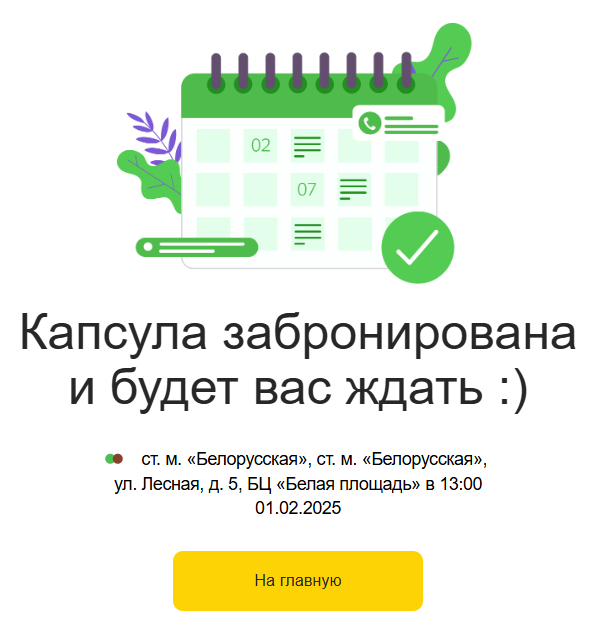 02
07
Капсула забронирована
и будет вас ждать :)
ст. м. «Белорусская», ст. м. «Белорусская»,
ул. Лесная, д. 5, БЦ «Белая площадь» в 13:00
01.02.2025
На главную